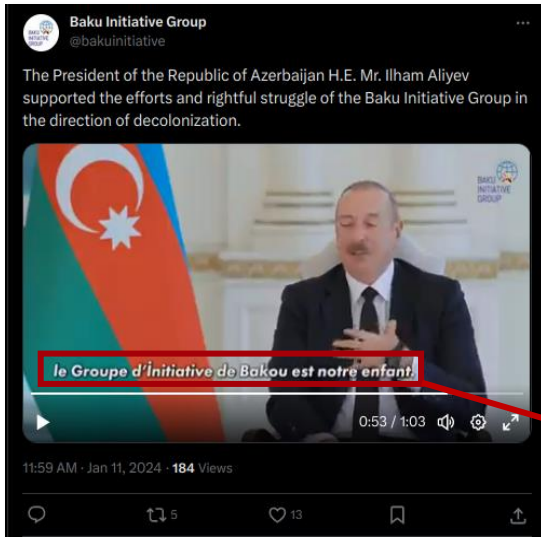 Baku Initiative Group
@bakuinitiative
The President of the Republic of Azerbaijan H.E. Mr. Ilham Aliyev
supported the efforts and rightful struggle of the Baku Initiative Group in
the direction of decolonization.
BAKU
INITIATIVE
GROUP
le Groupe d'İnitiative de Bakou est notre enfant.
0:53 / 1:03
11:59 AM · Jan 11, 2024 · 184 Views
5
13